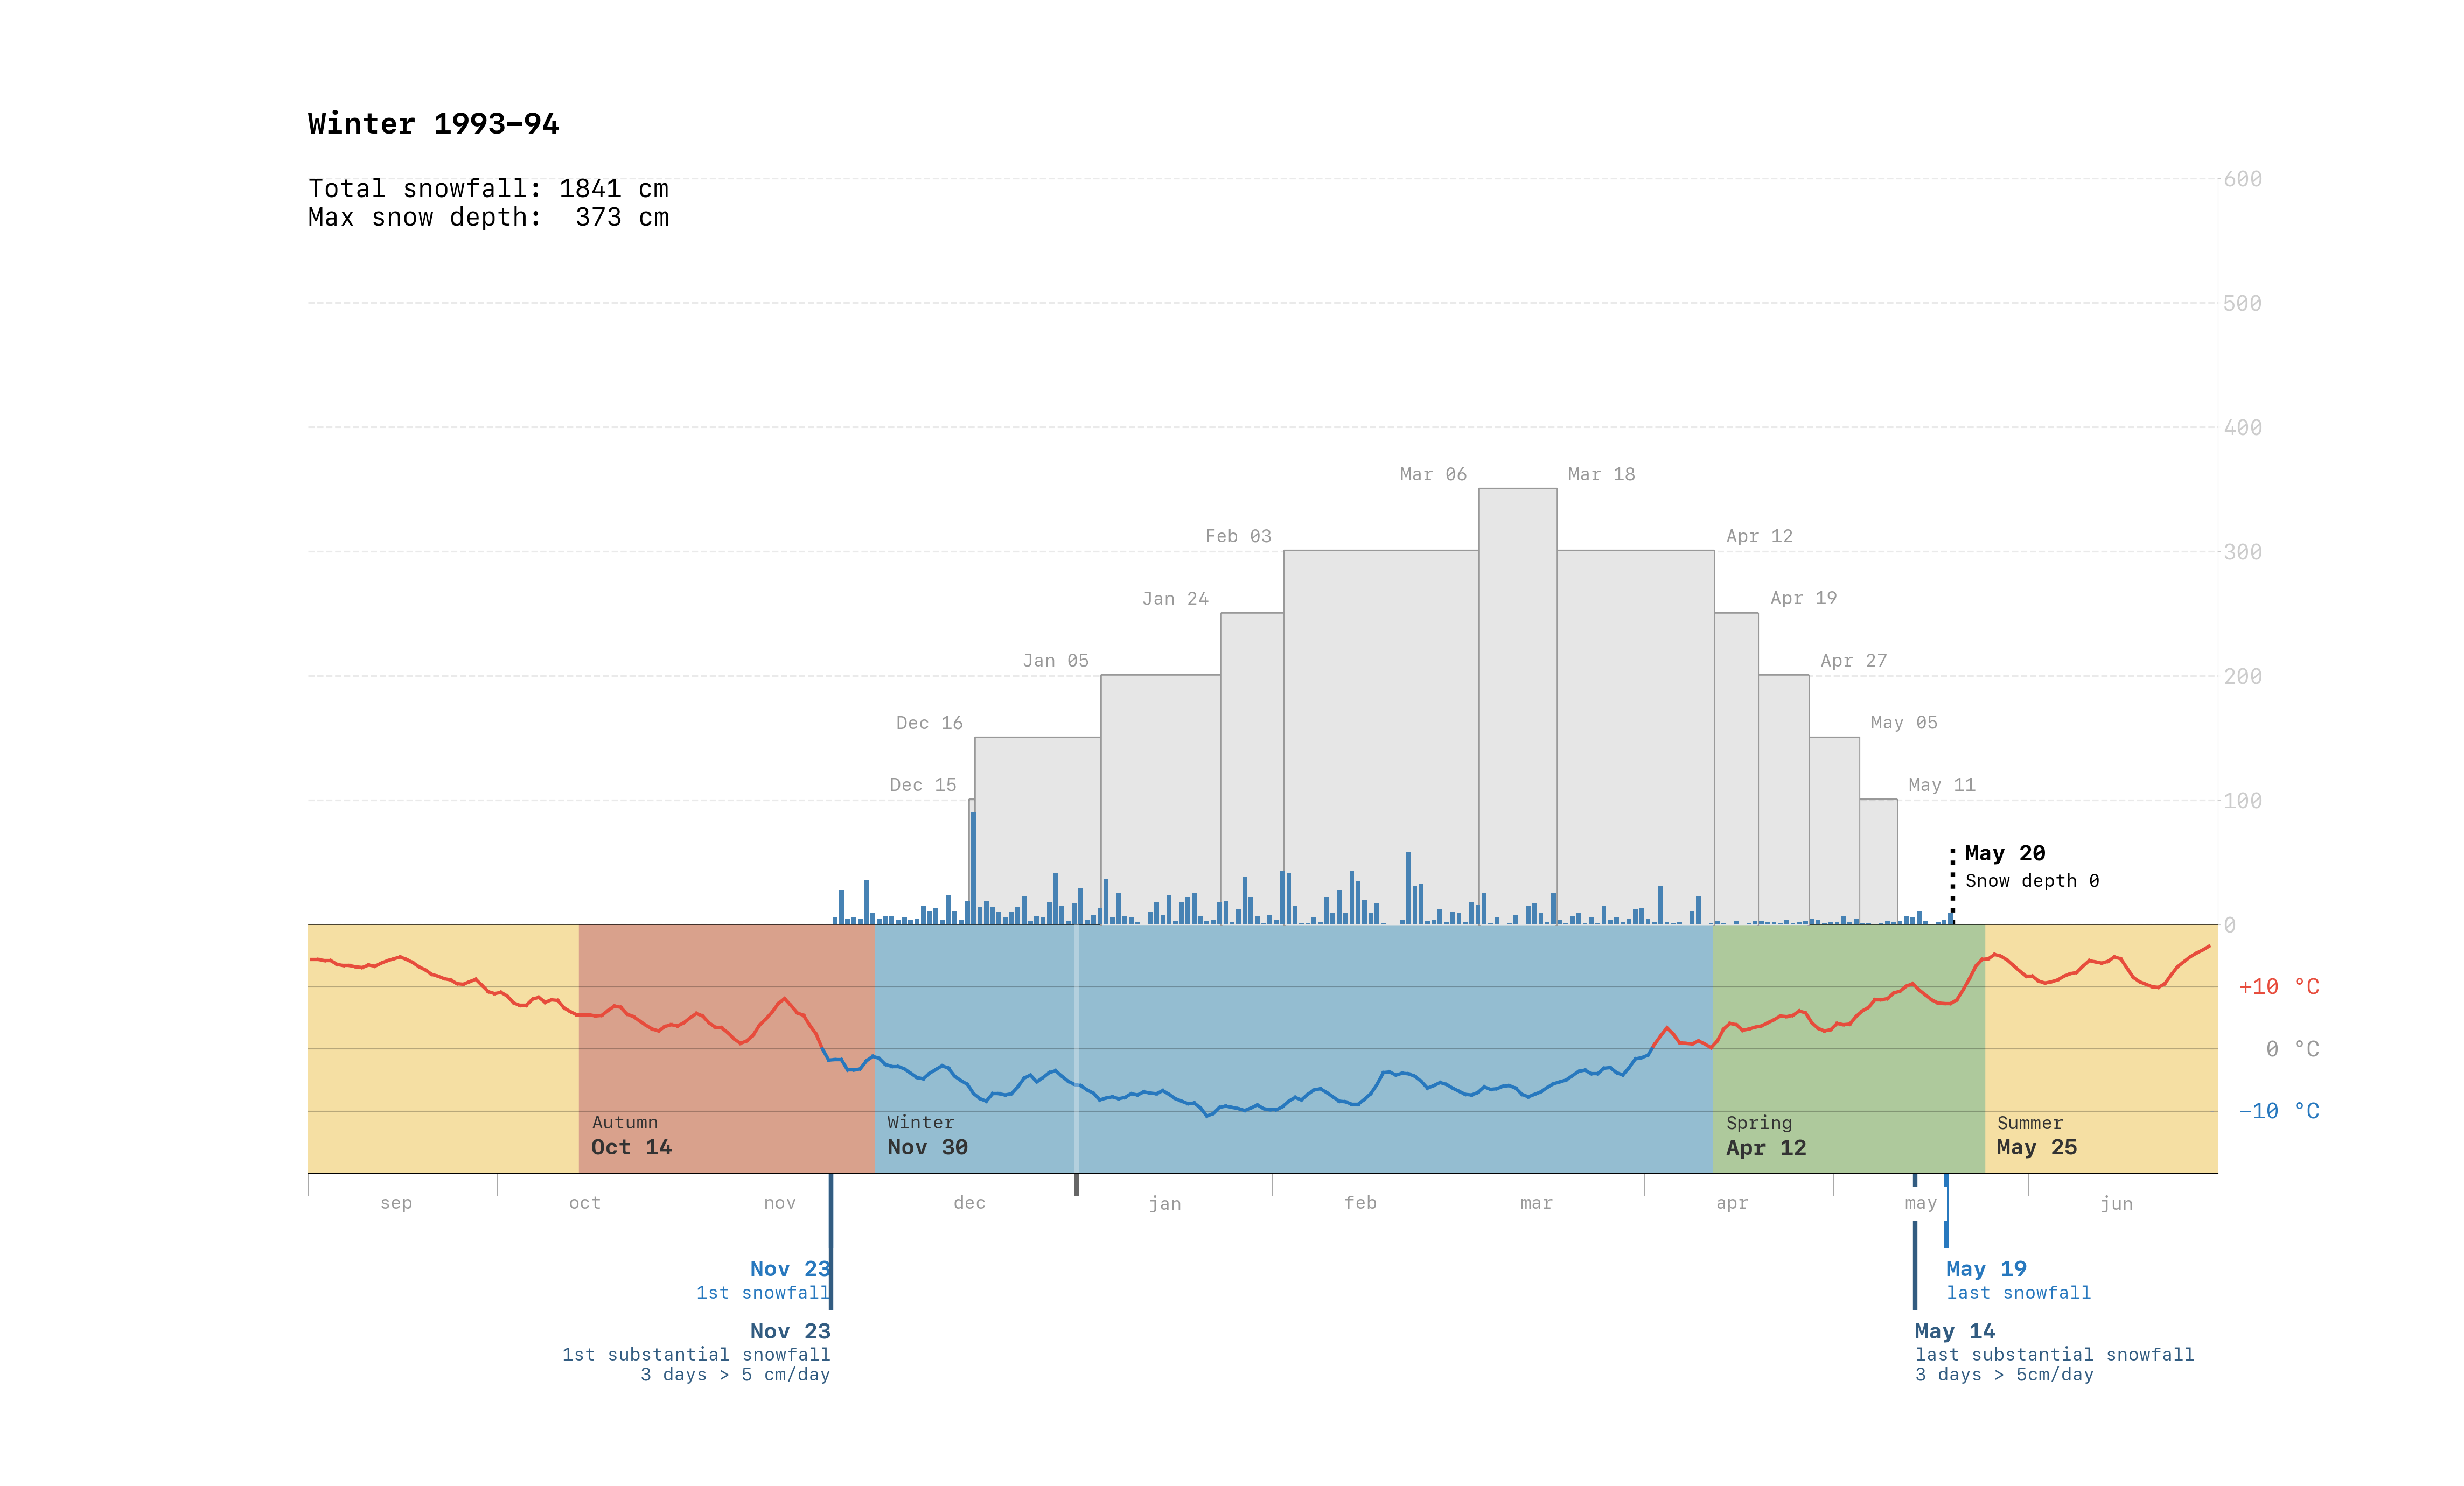 Winter 1993–94
Total snowfall: 1841 cm
Max snow depth: 373 cm
600
500
400
Mar 06
Mar 18
Feb 03
Apr 12
300
Jan 24
Apr 19
Jan 05
Apr 27
200
Dec 16
May 05
Dec 15
May 11
100
May 20
Snow depth 0
0
+10 °C
0 °C
−10 °C
Autumn
Oct 14
Winter
Nov 30
Spring
Apr 12
Summer
May 25
sep
oct
nov
dec
jan
feb
mar
apr
may
jun
Nov 23
1st snowfall
May 19
last snowfall
Nov 23
1st substantial snowfall
3 days > 5 cm/day
May 14
last substantial snowfall
3 days > 5cm/day